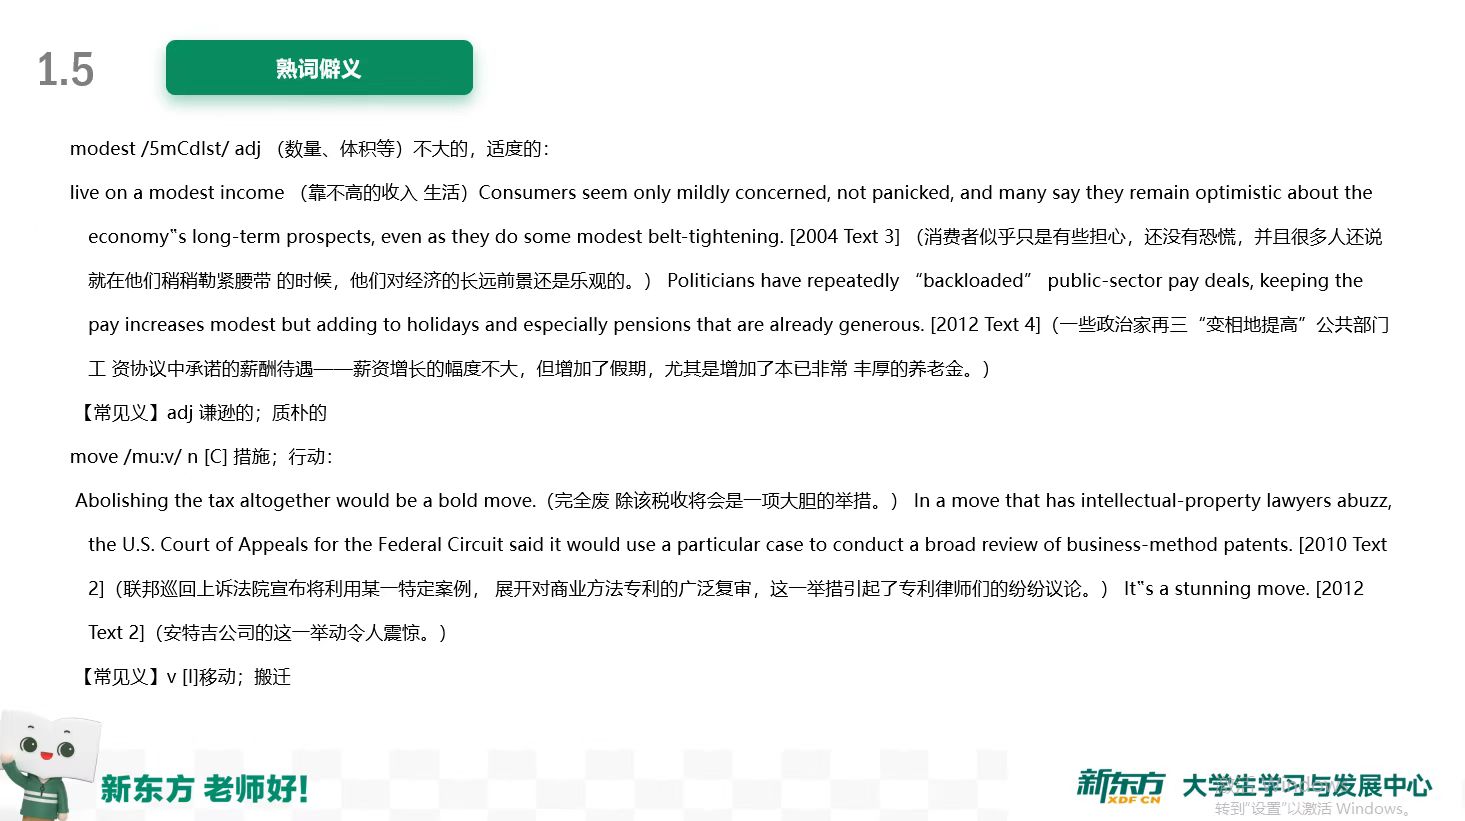 1.5
熟词僻义
modest /5mCdIst/ adj （数量、体积等）不大的，适度的：
live on a modest income （靠不高的收入 生活）Consumers seem only mildly concerned, not panicked, and many say they remain optimistic about the
economy‟s long-term prospects, even as they do some modest belt-tightening. [2004 Text 3] （消费者似乎只是有些担心，还没有恐慌，并且很多人还说
就在他们稍稍勒紧腰带 的时候，他们对经济的长远前景还是乐观的。） Politicians have repeatedly “backloaded” public-sector pay deals, keeping the
pay increases modest but adding to holidays and especially pensions that are already generous. [2012 Text 4]（一些政治家再三“变相地提高”公共部门
工 资协议中承诺的薪酬待遇——薪资增长的幅度不大，但增加了假期，尤其是增加了本已非常 丰厚的养老金。）
【常见义】adj 谦逊的；质朴的
move /mu:v/ n [C] 措施；行动：
Abolishing the tax altogether would be a bold move.（完全废 除该税收将会是一项大胆的举措。） In a move that has intellectual-property lawyers abuzz,
the U.S. Court of Appeals for the Federal Circuit said it would use a particular case to conduct a broad review of business-method patents. [2010 Text
2]（联邦巡回上诉法院宣布将利用某一特定案例， 展开对商业方法专利的广泛复审，这一举措引起了专利律师们的纷纷议论。） It‟s a stunning move. [2012
Text 2]（安特吉公司的这一举动令人震惊。）
【常见义】v [I]移动；搬迁
新东方 老师好！
新东方 XDF.CN 大学生学习与发展中心
激活 Windows
转到“设置”以激活 Windows。